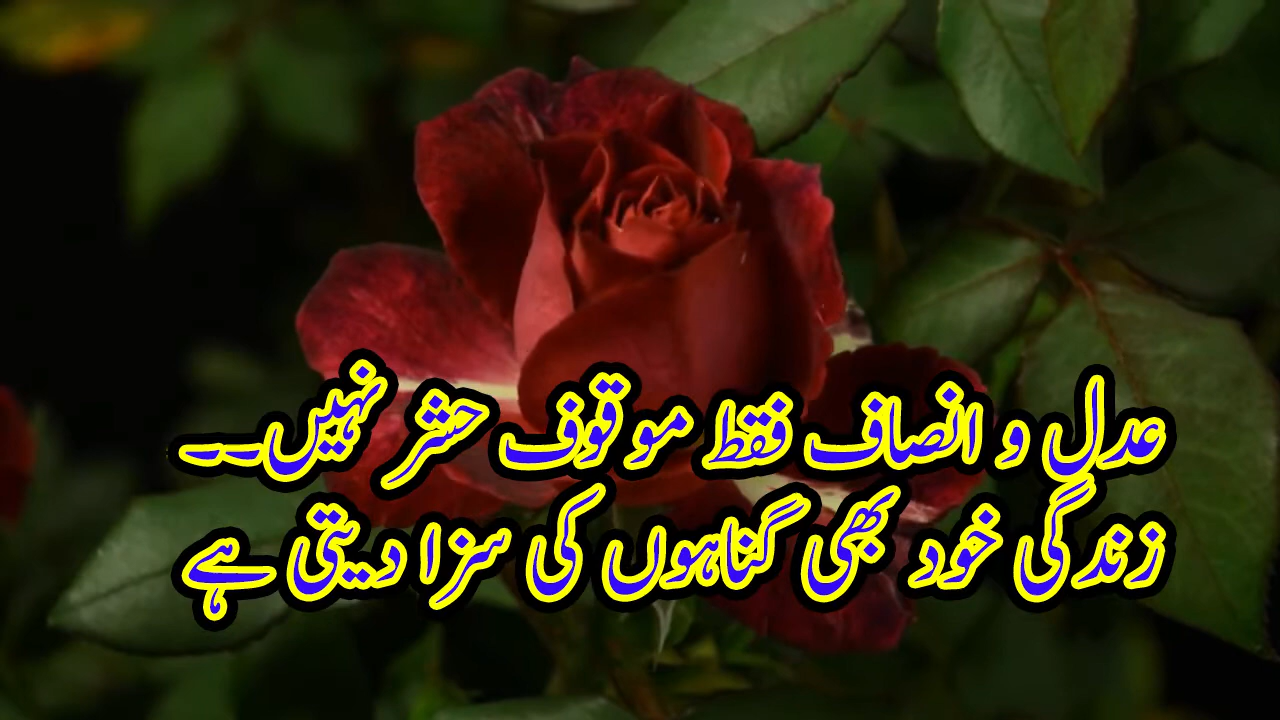 عدل و انصاف فقط موقوف حشر نہیں۔۔
زندگی خود بھی گناہوں کی سزا دیتی ہے